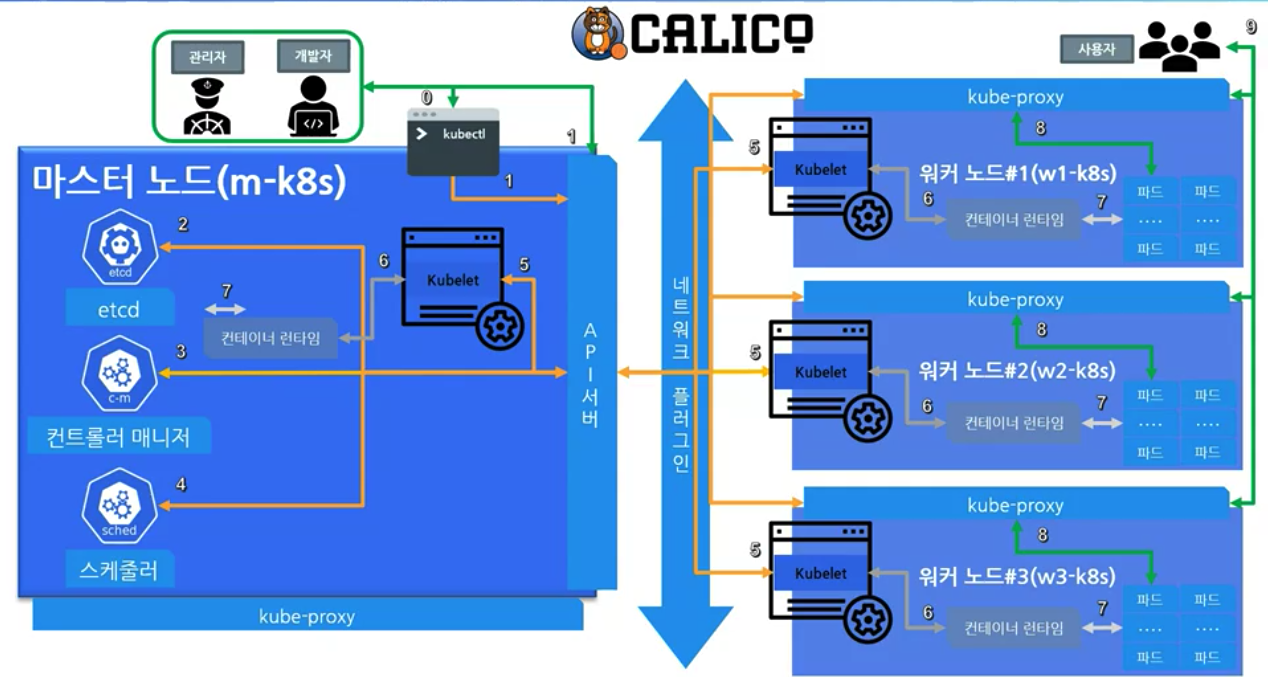 CALICO
관리자
개발자
사용자
9
0
kubectl
1
1
마스터 노드(m-k8s)
2
etcd
etcd
3
c-m
컨트롤러 매니저
4
sched
스케줄러
7
컨테이너 런타임
6
Kubelet
5
API서버
kube-proxy
네트워크 플러그인
kube-proxy
8
5
Kubelet
워커 노드#1(w1-k8s)
6
컨테이너 런타임
7
파드 파드
.... ....
파드 파드
kube-proxy
8
5
Kubelet
워커 노드#2(w2-k8s)
6
컨테이너 런타임
7
파드 파드
.... ....
파드 파드
kube-proxy
8
5
Kubelet
워커 노드#3(w3-k8s)
6
컨테이너 런타임
7
파드 파드
.... ....
파드 파드